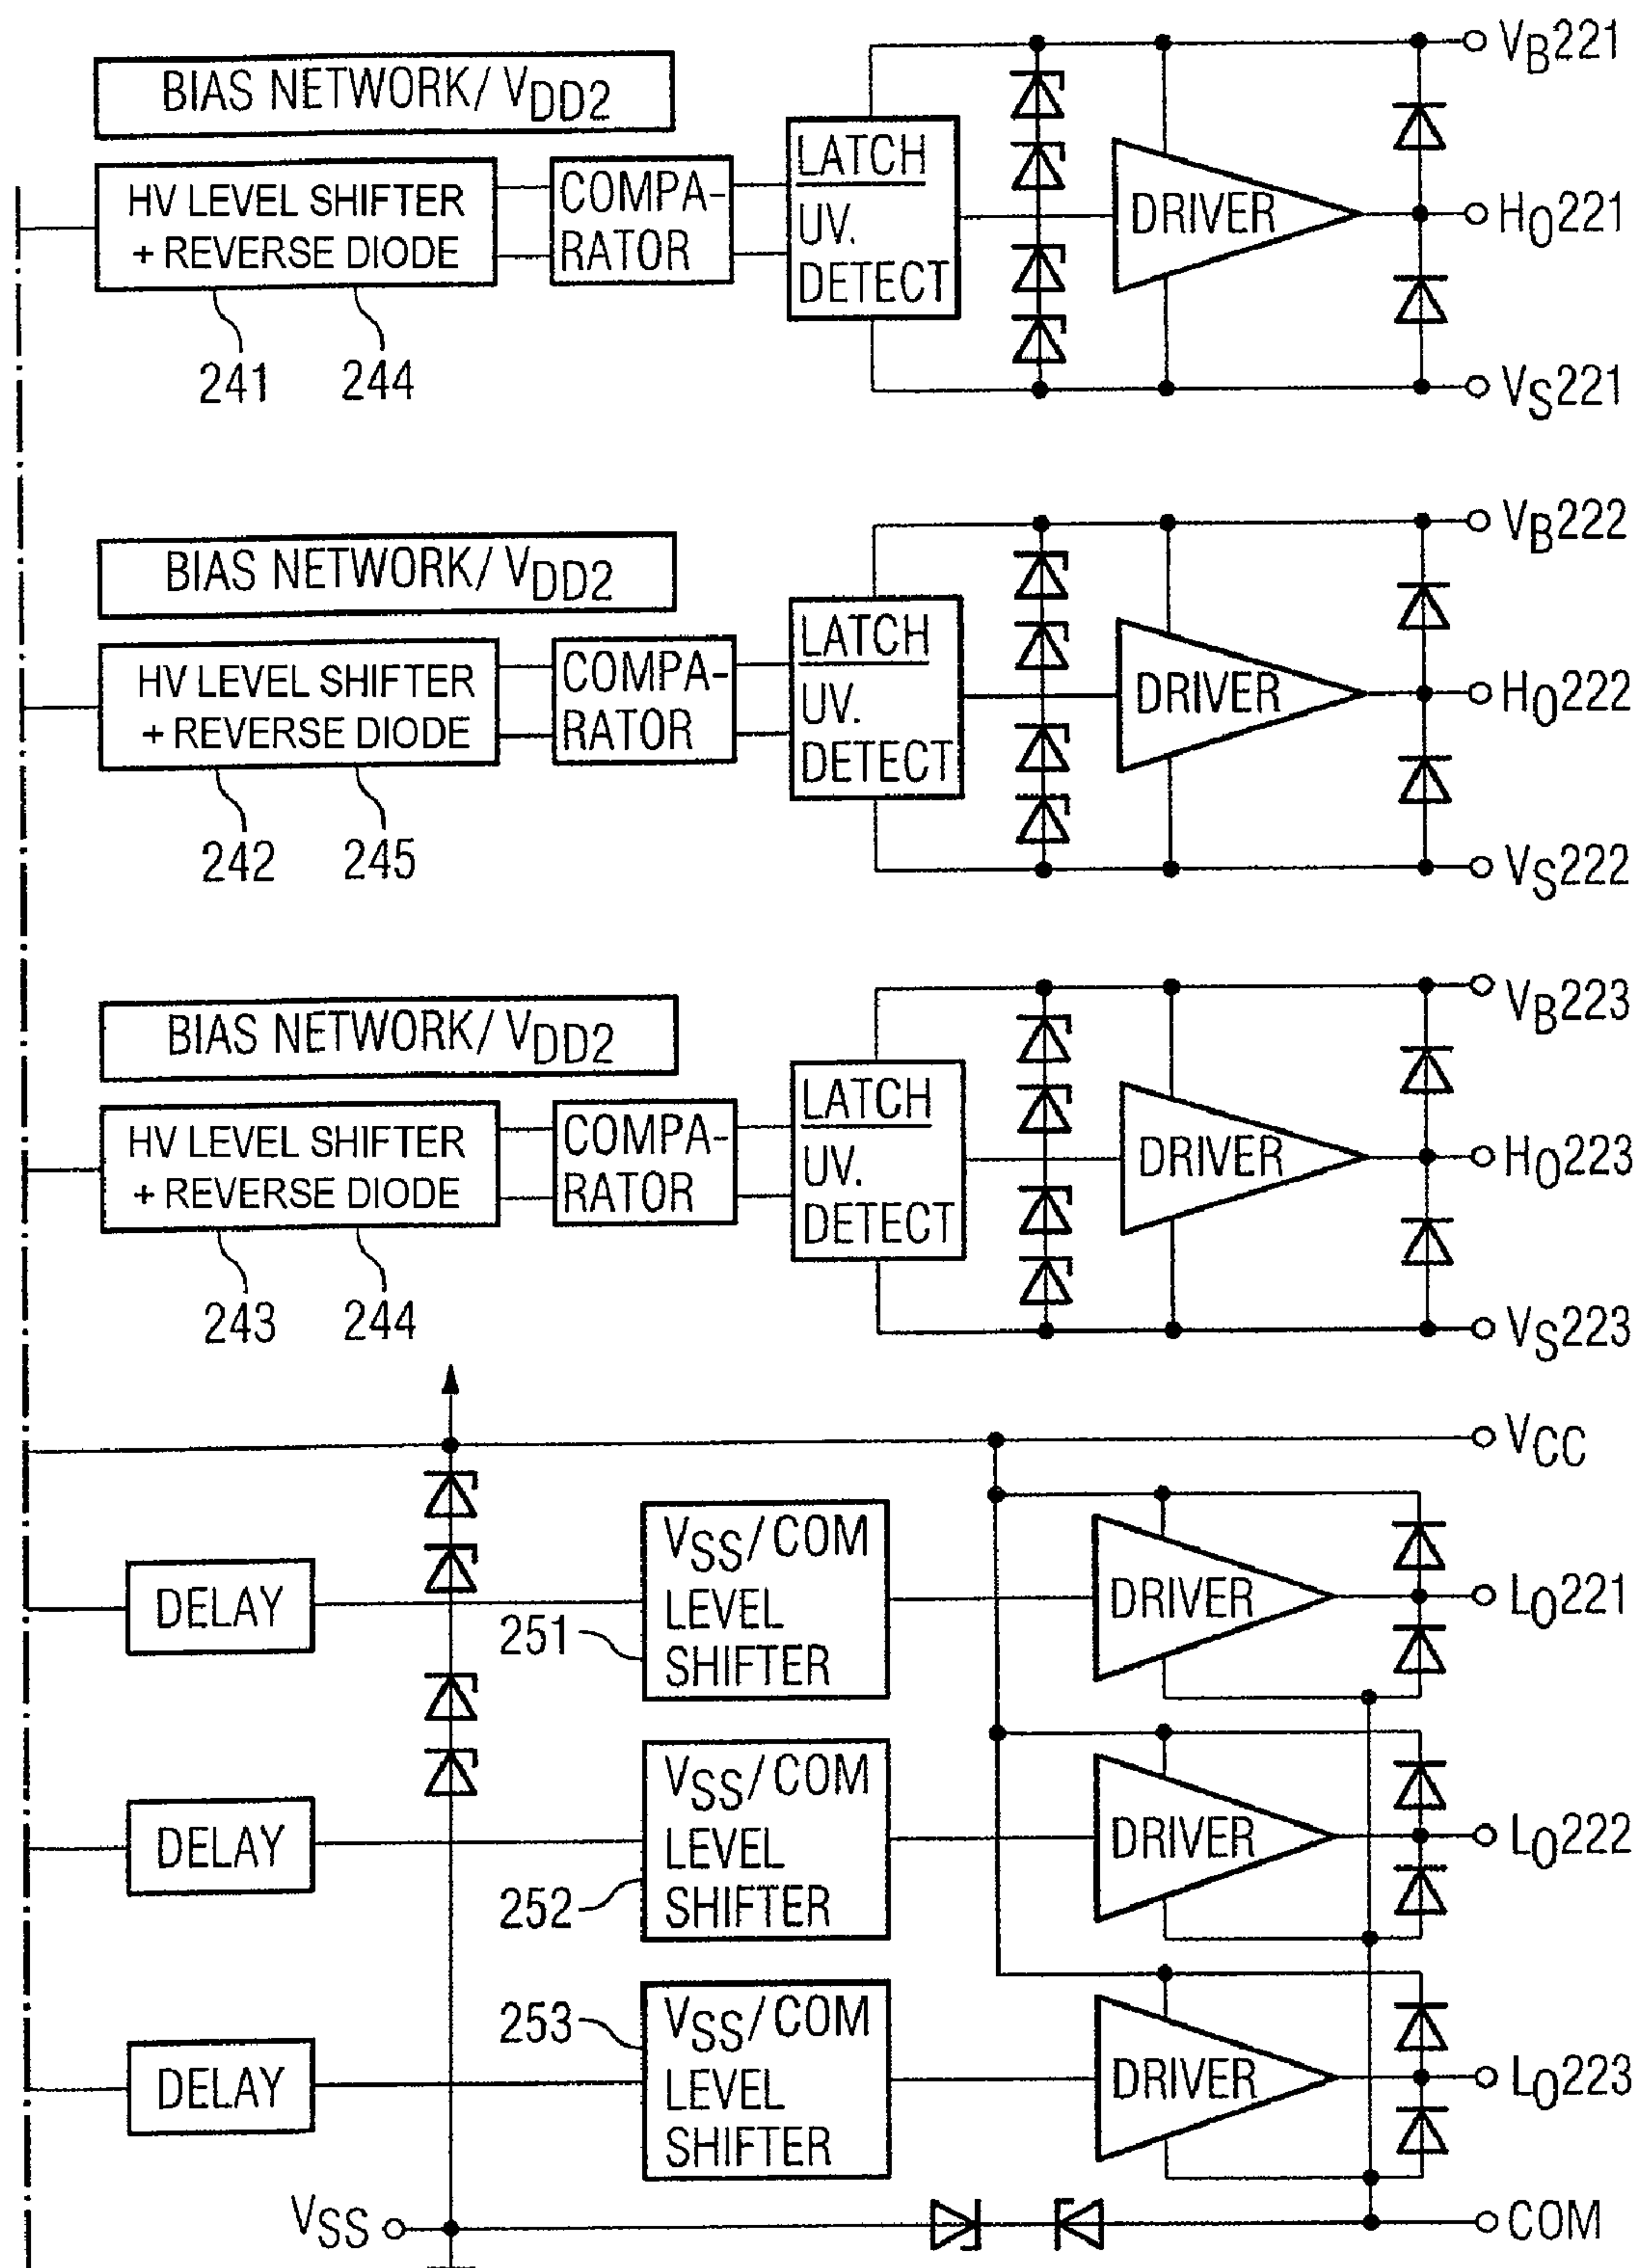 VB221
BIAS NETWORK/ VDD2
HV LEVEL SHIFTER
+ REVERSE DIODE
COMPA-
RATOR
LATCH
UV.
DETECT
DRIVER
HO221
241
244
VS221
VB222
BIAS NETWORK/ VDD2
HV LEVEL SHIFTER
+ REVERSE DIODE
COMPA-
RATOR
LATCH
UV.
DETECT
DRIVER
HO222
242
245
VS222
VB223
BIAS NETWORK/ VDD2
HV LEVEL SHIFTER
+ REVERSE DIODE
COMPA-
RATOR
LATCH
UV.
DETECT
DRIVER
HO223
243
244
VS223
VCC
DELAY
251
VSS/COM
LEVEL
SHIFTER
DRIVER
LO221
DELAY
252
VSS/COM
LEVEL
SHIFTER
DRIVER
LO222
DELAY
253
VSS/COM
LEVEL
SHIFTER
DRIVER
LO223
VSS
COM